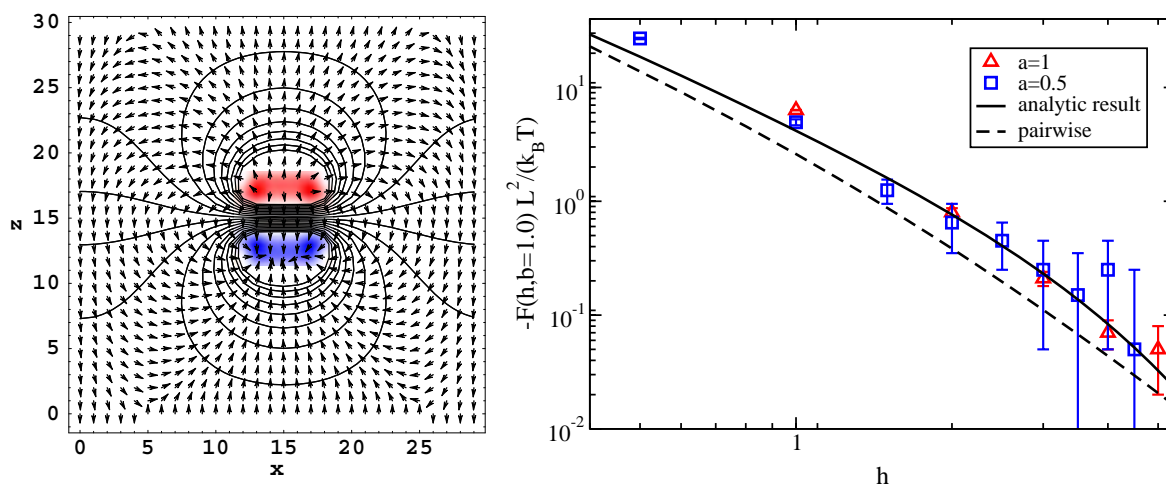 30
25
20
15
10
5
0
z
0 5 10 15 20 25
x
-F(h,b=1.0) L²/(k_B T)
10¹
10⁰
10⁻¹
10⁻²
1
h
a=1
a=0.5
analytic result
pairwise